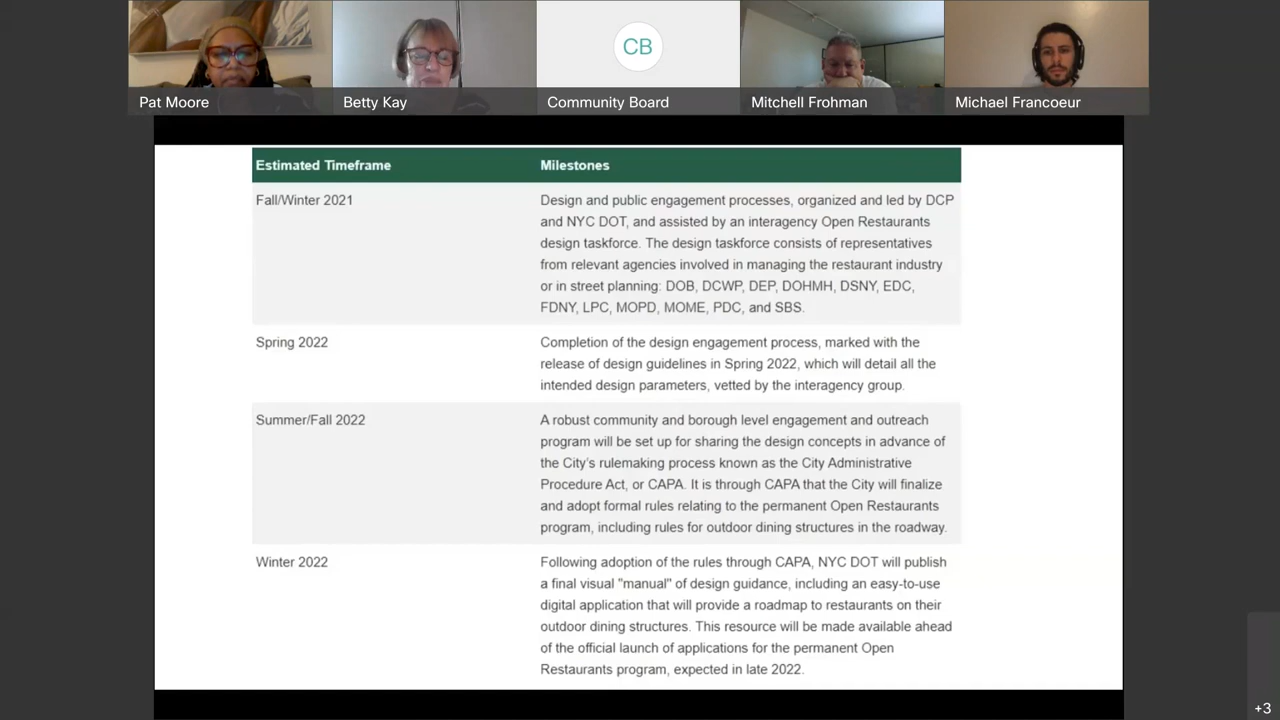 CB
Pat Moore
Betty Kay
Community Board
Mitchell Frohman
Michael Francoeur
Estimated Timeframe
Milestones
Fall/Winter 2021
Design and public engagement processes, organized and led by DCP
and NYC DOT, and assisted by an interagency Open Restaurants
design taskforce. The design taskforce consists of representatives
from relevant agencies involved in managing the restaurant industry
or in street planning: DOB, DCWP, DEP, DOHMH, DSNY, EDC,
FDNY, LPC, MOPD, MOME, PDC, and SBS.
Spring 2022
Completion of the design engagement process, marked with the
release of design guidelines in Spring 2022, which will detail all the
intended design parameters, vetted by the interagency group.
Summer/Fall 2022
A robust community and borough level engagement and outreach
program will be set up for sharing the design concepts in advance of
the City's rulemaking process known as the City Administrative
Procedure Act, or CAPA. It is through CAPA that the City will finalize
and adopt formal rules relating to the permanent Open Restaurants
program, including rules for outdoor dining structures in the roadway.
Winter 2022
Following adoption of the rules through CAPA, NYC DOT will publish
a final visual "manual" of design guidance, including an easy-to-use
digital application that will provide a roadmap to restaurants on their
outdoor dining structures. This resource will be made available ahead
of the official launch of applications for the permanent Open
Restaurants program, expected in late 2022.
+3